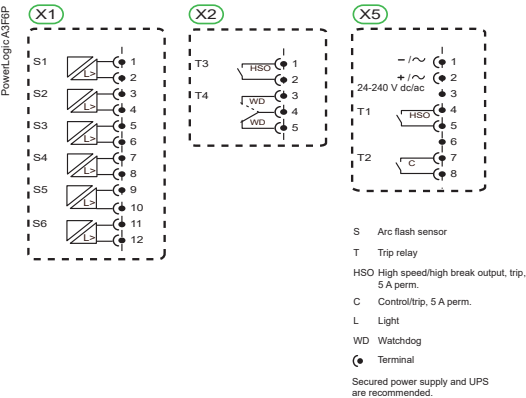 PowerLogic A3F6P
X1
S1
L>
1
2
S2
L>
3
4
S3
L>
5
6
S4
L>
7
8
S5
L>
9
10
S6
L>
11
12
X2
T3
HSO
1
2
T4
WD
3
4
WD
5
X5
– /~ 1
+ /~ 2
24-240 V dc/ac
3
T1
HSO
4
5
6
T2
C
7
8
S Arc flash sensor
T Trip relay
HSO High speed/high break output, trip,
5 A perm.
C Control/trip, 5 A perm.
L Light
WD Watchdog
Terminal
Secured power supply and UPS
are recommended.